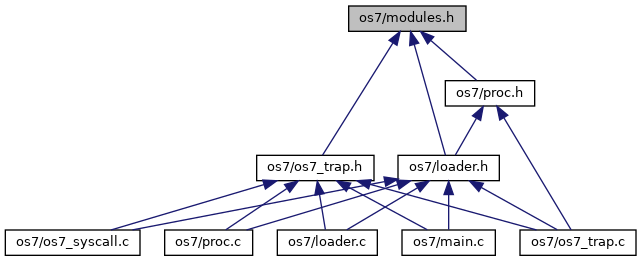 os7/modules.h
os7/proc.h
os7/os7_trap.h
os7/loader.h
os7/os7_syscall.c
os7/proc.c
os7/loader.c
os7/main.c
os7/os7_trap.c